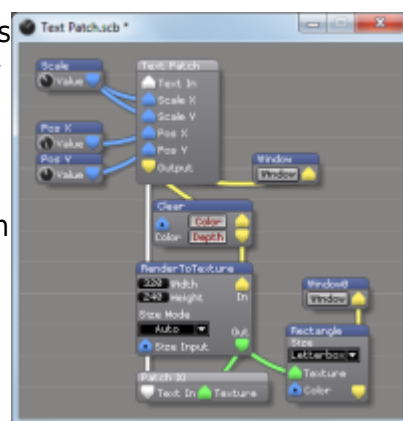 Text Patch.scb *
s
Scale
Value
Pos X
Value
Pos Y
Value
Text Patch
Text In
Scale X
Scale Y
Pos X
Pos Y
Output
Window
Window
n
Clear
Color
Color Depth
RenderToTexture
320 Width
240 Height In
Size Mode
Auto
Out
Size Input
Window0
Window
Rectangle
Size
Letterbox
Texture
Color
Text In Texture